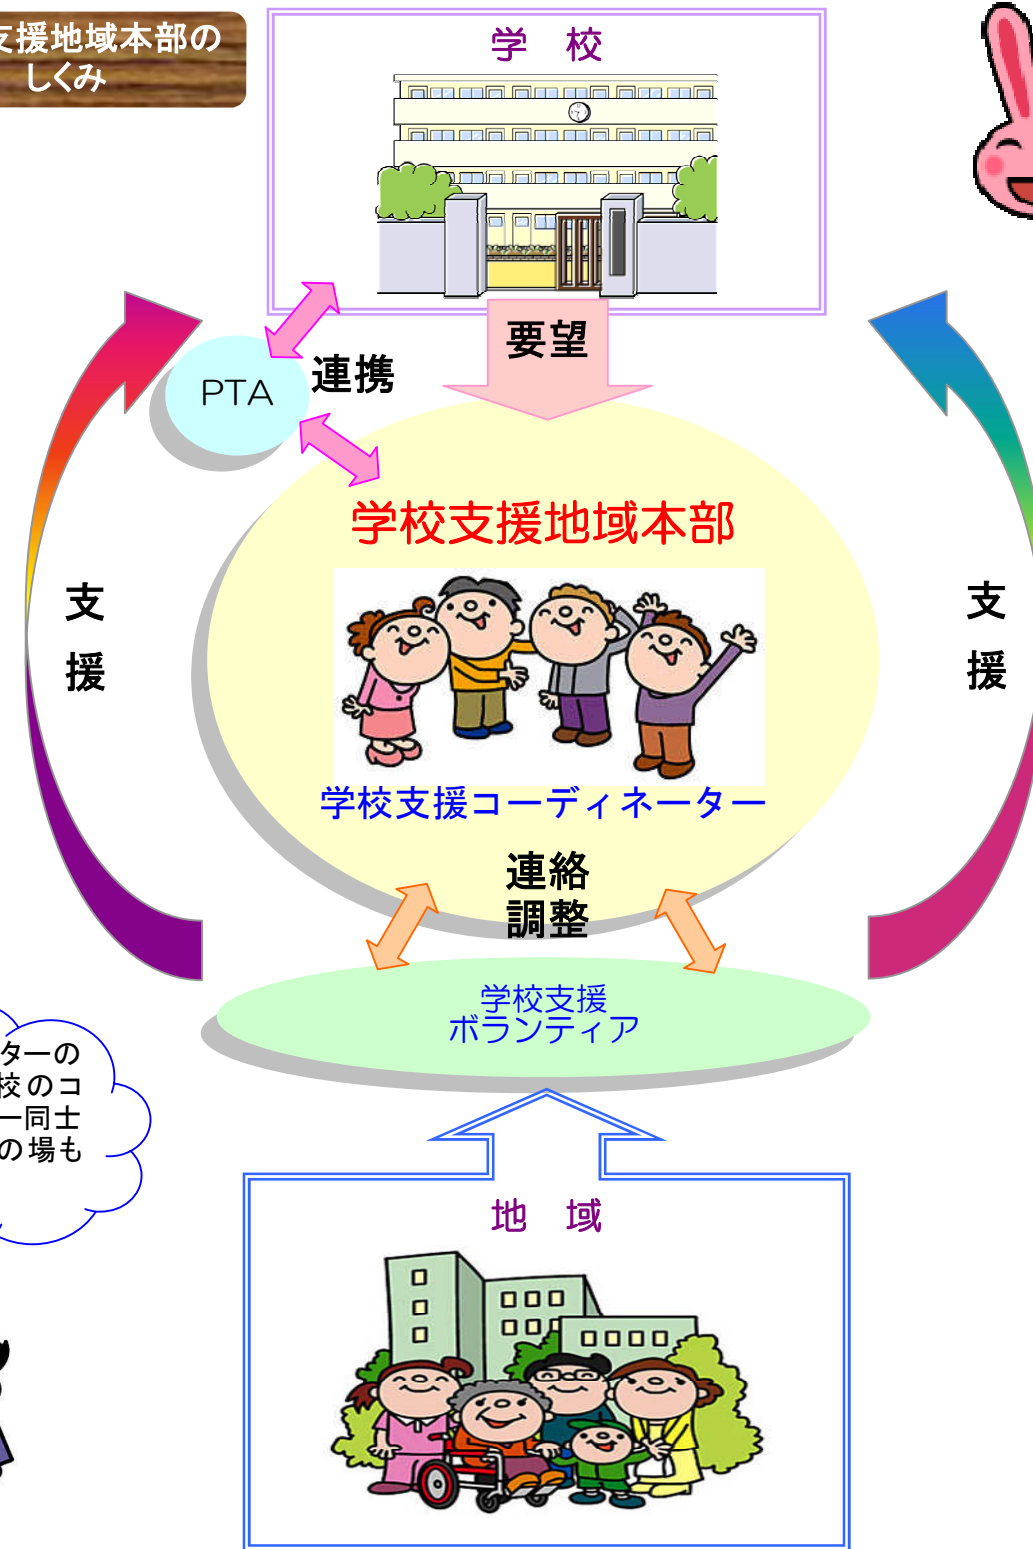 支援地域本部の
しくみ
学　校
要望
連携
PTA
学校支援地域本部
支
援
支
援
学校支援コーディネーター
連絡
調整
学校支援
ボランティア
ターの
校のコ
ー同士
の場も
地　域